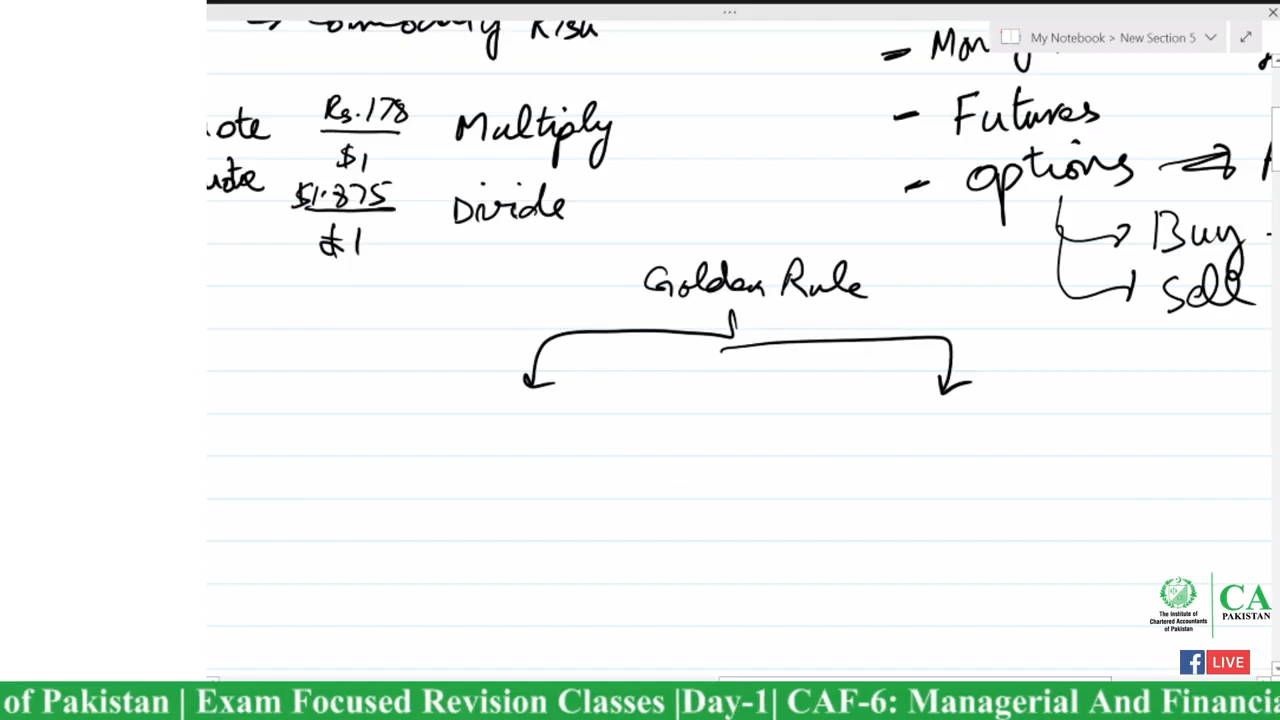 Risk
My Notebook > New Section 5
- Futures
- options
Rs.178
$1
Multiply
$1.875
£1
Divide
Buy
Sell
Golden Rule
The Institute of
Chartered Accountants
of Pakistan
CA
PAKISTAN
f LIVE
of Pakistan | Exam Focused Revision Classes |Day-1| CAF-6: Managerial And Financia